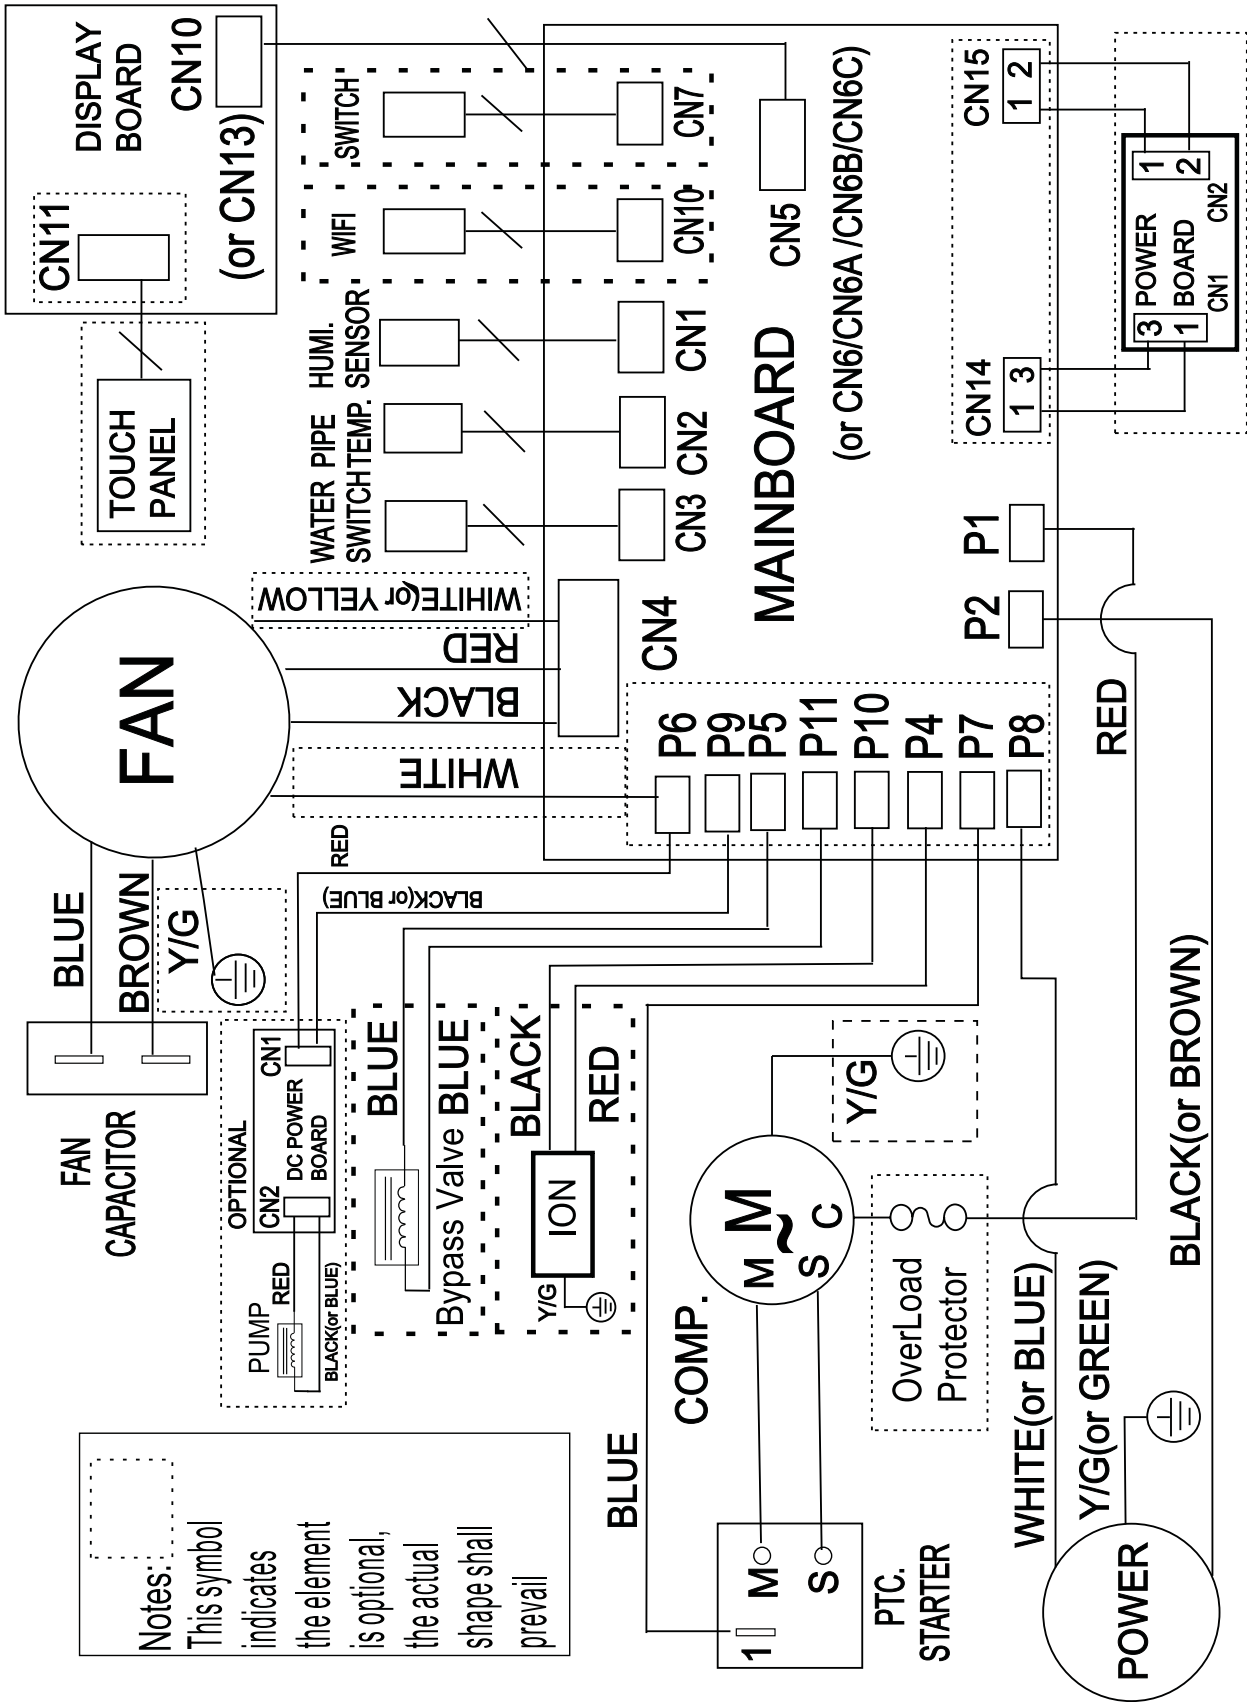 DISPLAY
BOARD
CN10
(or CN13)
CN11
TOUCH
PANEL
SWITCH
CN7
WIFI
CN10
HUMI.
SENSOR
CN1
PIPE
TEMP.
CN2
WATER
SWITCH
CN3
CN5
(or CN6/CN6A /CN6B/CN6C)
MAINBOARD
CN15
1 2
1 2
POWER
BOARD
CN2
CN1
3 1
CN14
1 3
P1
P2
FAN
WIHITE(or YELLOW
RED
BLACK
WHITE
CN4
P6
P9
P5
P11
P10
P4
P7
P8
RED
BLUE
BROWN
Y/G
FAN
CAPACITOR
RED
BLACK(or BLUE)
OPTIONAL
CN1
DC POWER
BOARD
CN2
RED
PUMP
BLACK(or BLUE)
BLUE
BLUE
Bypass Valve
BLACK
RED
ION
Y/G
Y/G
M
~
M
S
C
COMP.
OverLoad
Protector
BLUE
M
S
1
PTC.
STARTER
WHITE(or BLUE)
Y/G(or GREEN)
BLACK(or BROWN)
POWER
Notes:
This symbol
indicates
the element
is optional,
the actual
shape shall
prevail